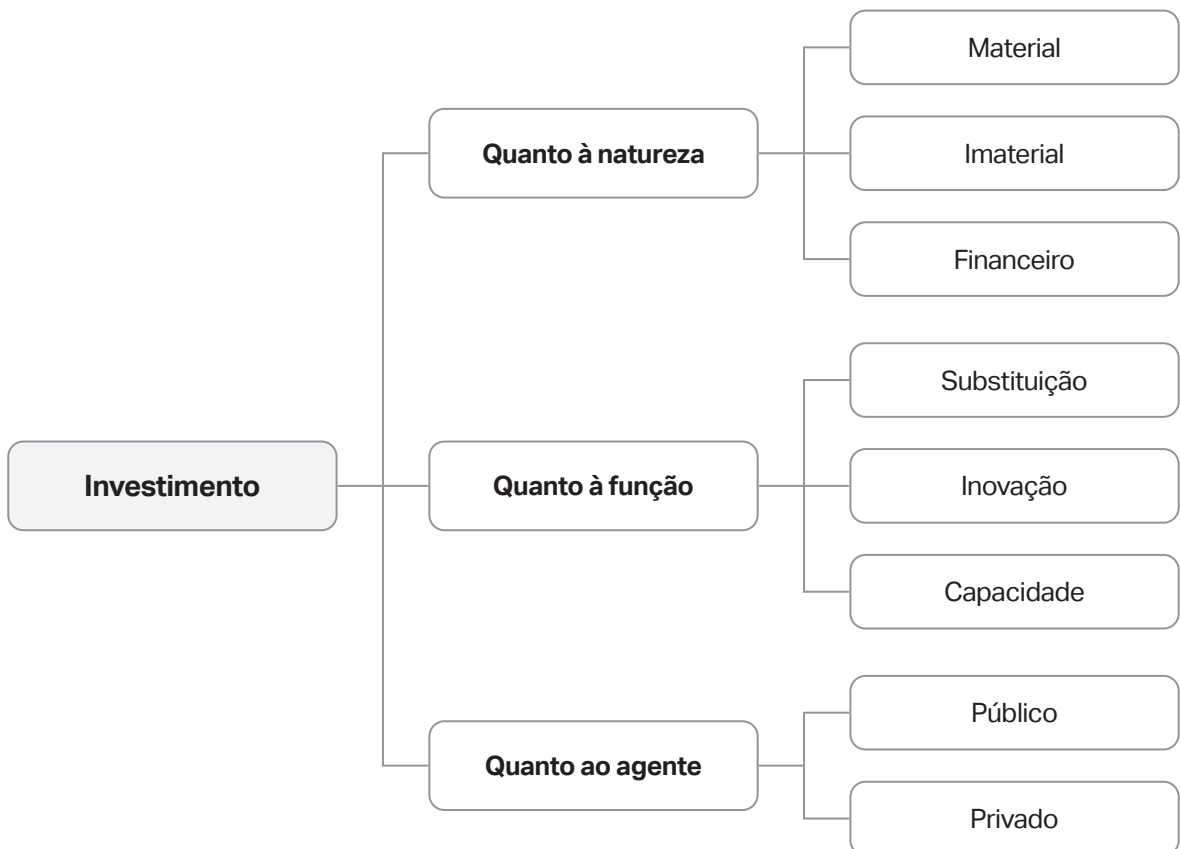 Investimento
Quanto à natureza
Material
Imaterial
Financeiro
Quanto à função
Substituição
Inovação
Capacidade
Quanto ao agente
Público
Privado